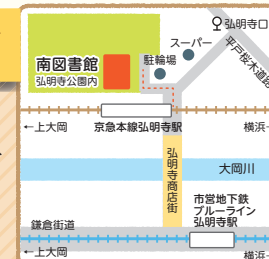 弘明寺口
スーパー
平戸桜木道路
南図書館
弘明寺公園内
駐輪場
←上大岡
京急本線弘明寺駅
横浜→
弘明寺商店街
大岡川
市営地下鉄
ブルーライン
弘明寺駅
鎌倉街道
←上大岡
横浜→